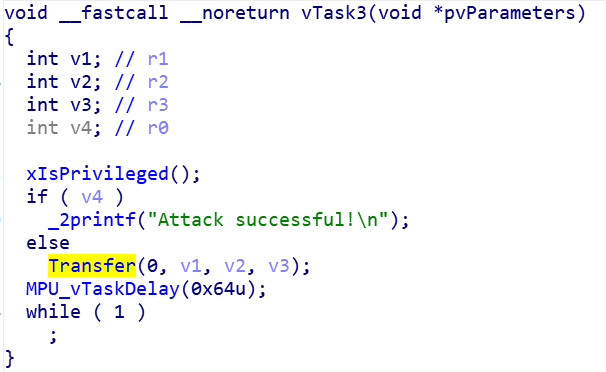 void __fastcall __noreturn vTask3(void *pvParameters)
{
  int v1; // r1
  int v2; // r2
  int v3; // r3
  int v4; // r0
  xIsPrivileged();
  if ( v4 )
    _2printf("Attack successful!\n");
  else
    Transfer(0, v1, v2, v3);
  MPU_vTaskDelay(0x64u);
  while ( 1 )
    ;
}